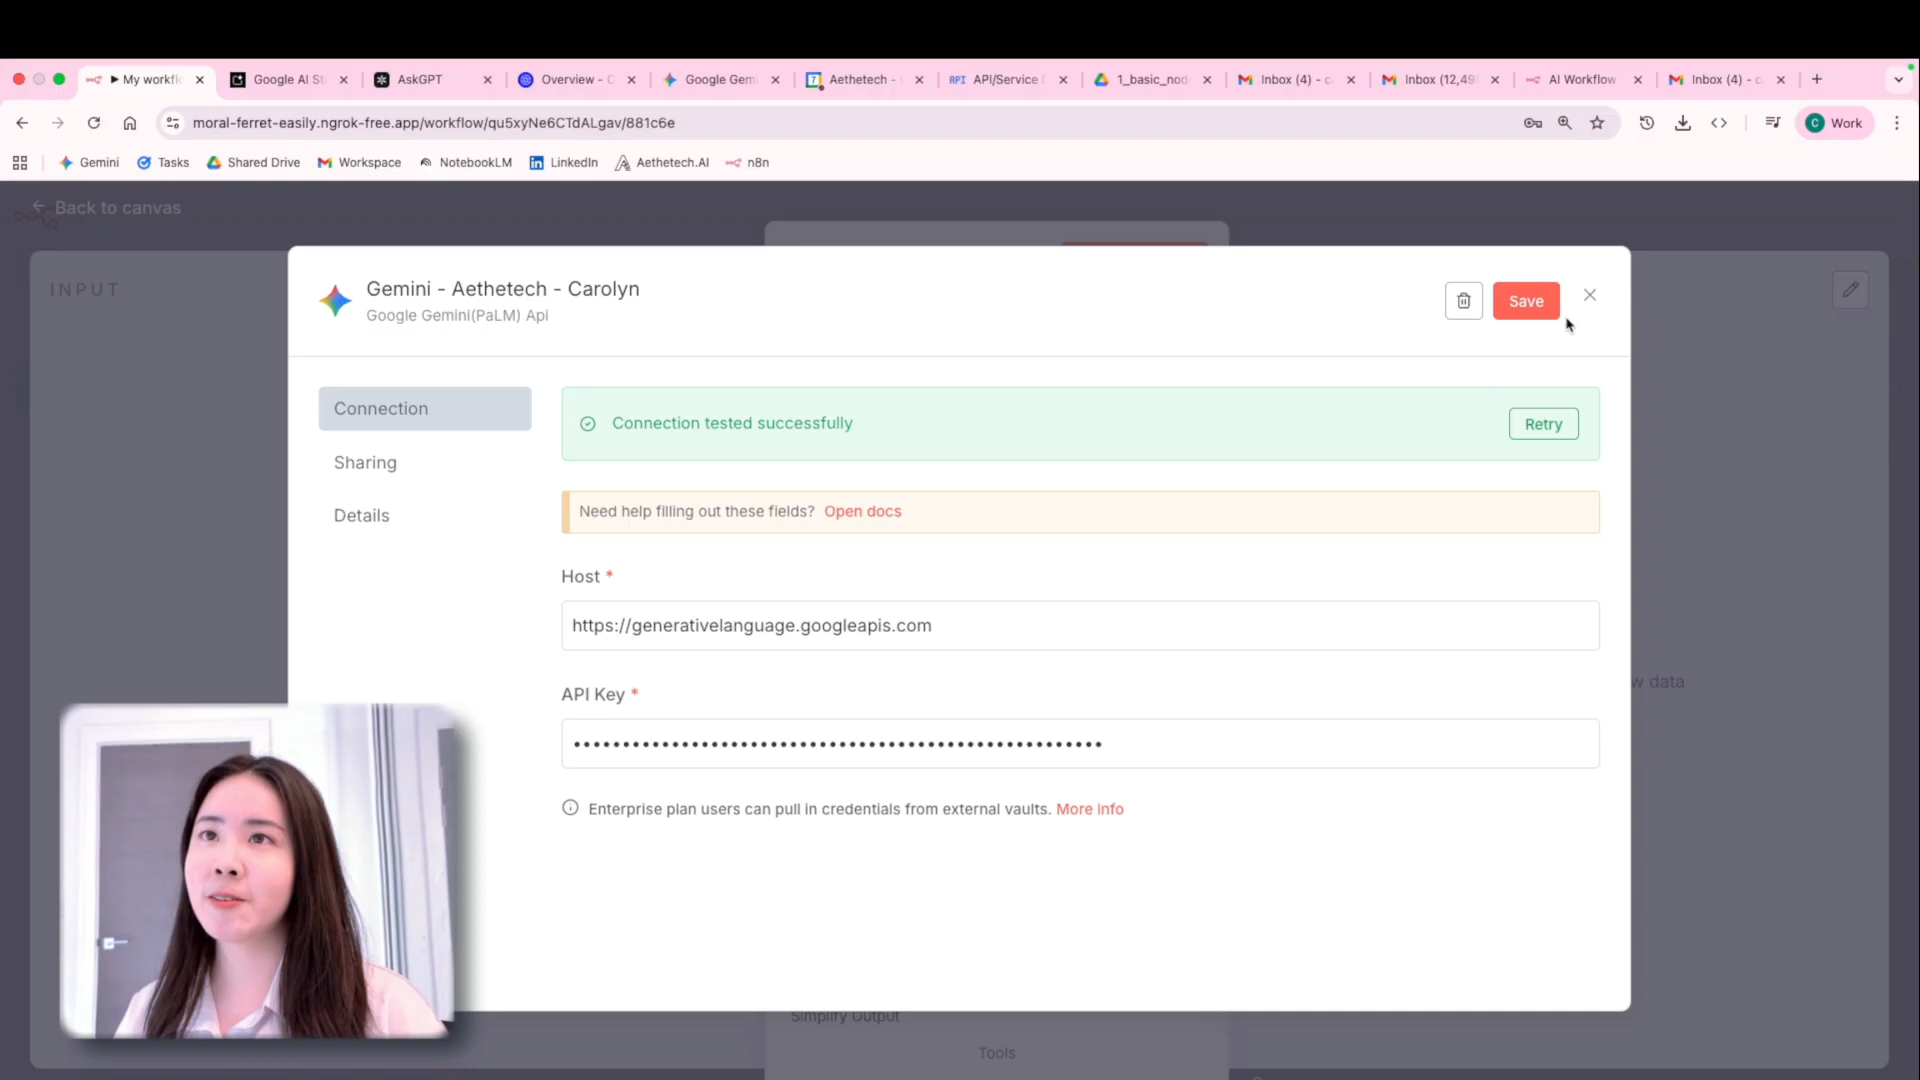 My workfl
Google AI St
AskGPT
Overview - C
Google Gem
Aethetech -
API API/Service
1_basic_nod
Inbox (4) - c
Inbox (12,49
AI Workflow
Inbox (4) - c
moral-ferret-easily.ngrok-free.app/workflow/qu5xyNe6CTdALgav/881c6e
C Work
Gemini
Tasks
Shared Drive
Workspace
NotebookLM
LinkedIn
Aethetech.AI
n8n
Back to canvas
INPUT
Gemini - Aethetech - Carolyn
Google Gemini(PaLM) Api
Save
Connection
Sharing
Details
Connection tested successfully
Retry
Need help filling out these fields? Open docs
Host *
https://generativelanguage.googleapis.com
API Key *
Enterprise plan users can pull in credentials from external vaults. More info
w data
Simplify Output
Tools